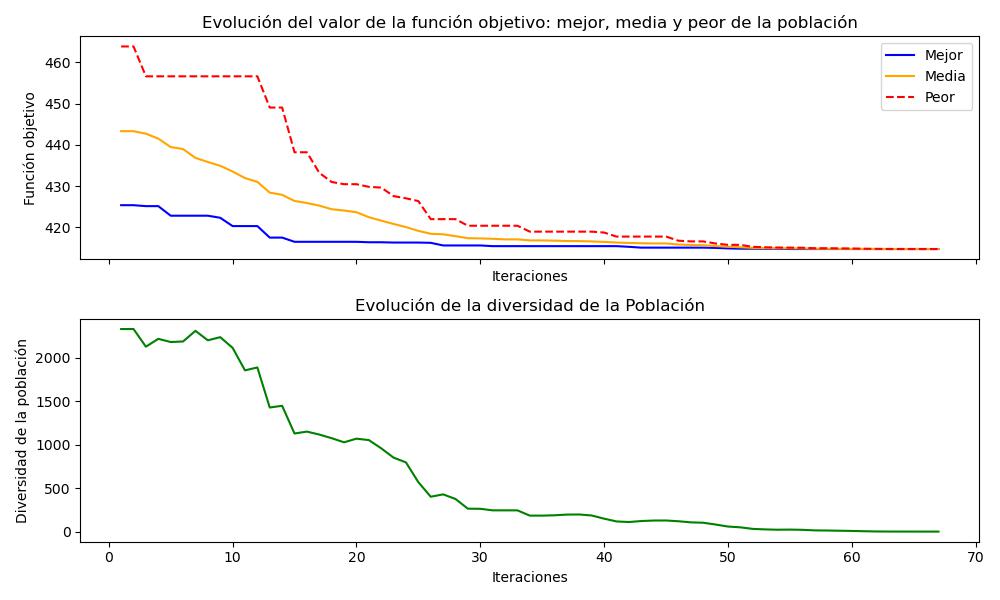 Evolución del valor de la función objetivo: mejor, media y peor de la población
Función objetivo
460
450
440
430
420
Mejor
Media
Peor
Iteraciones
Evolución de la diversidad de la Población
Diversidad de la población
2000
1500
1000
500
0
0 10 20 30 40 50 60 70
Iteraciones